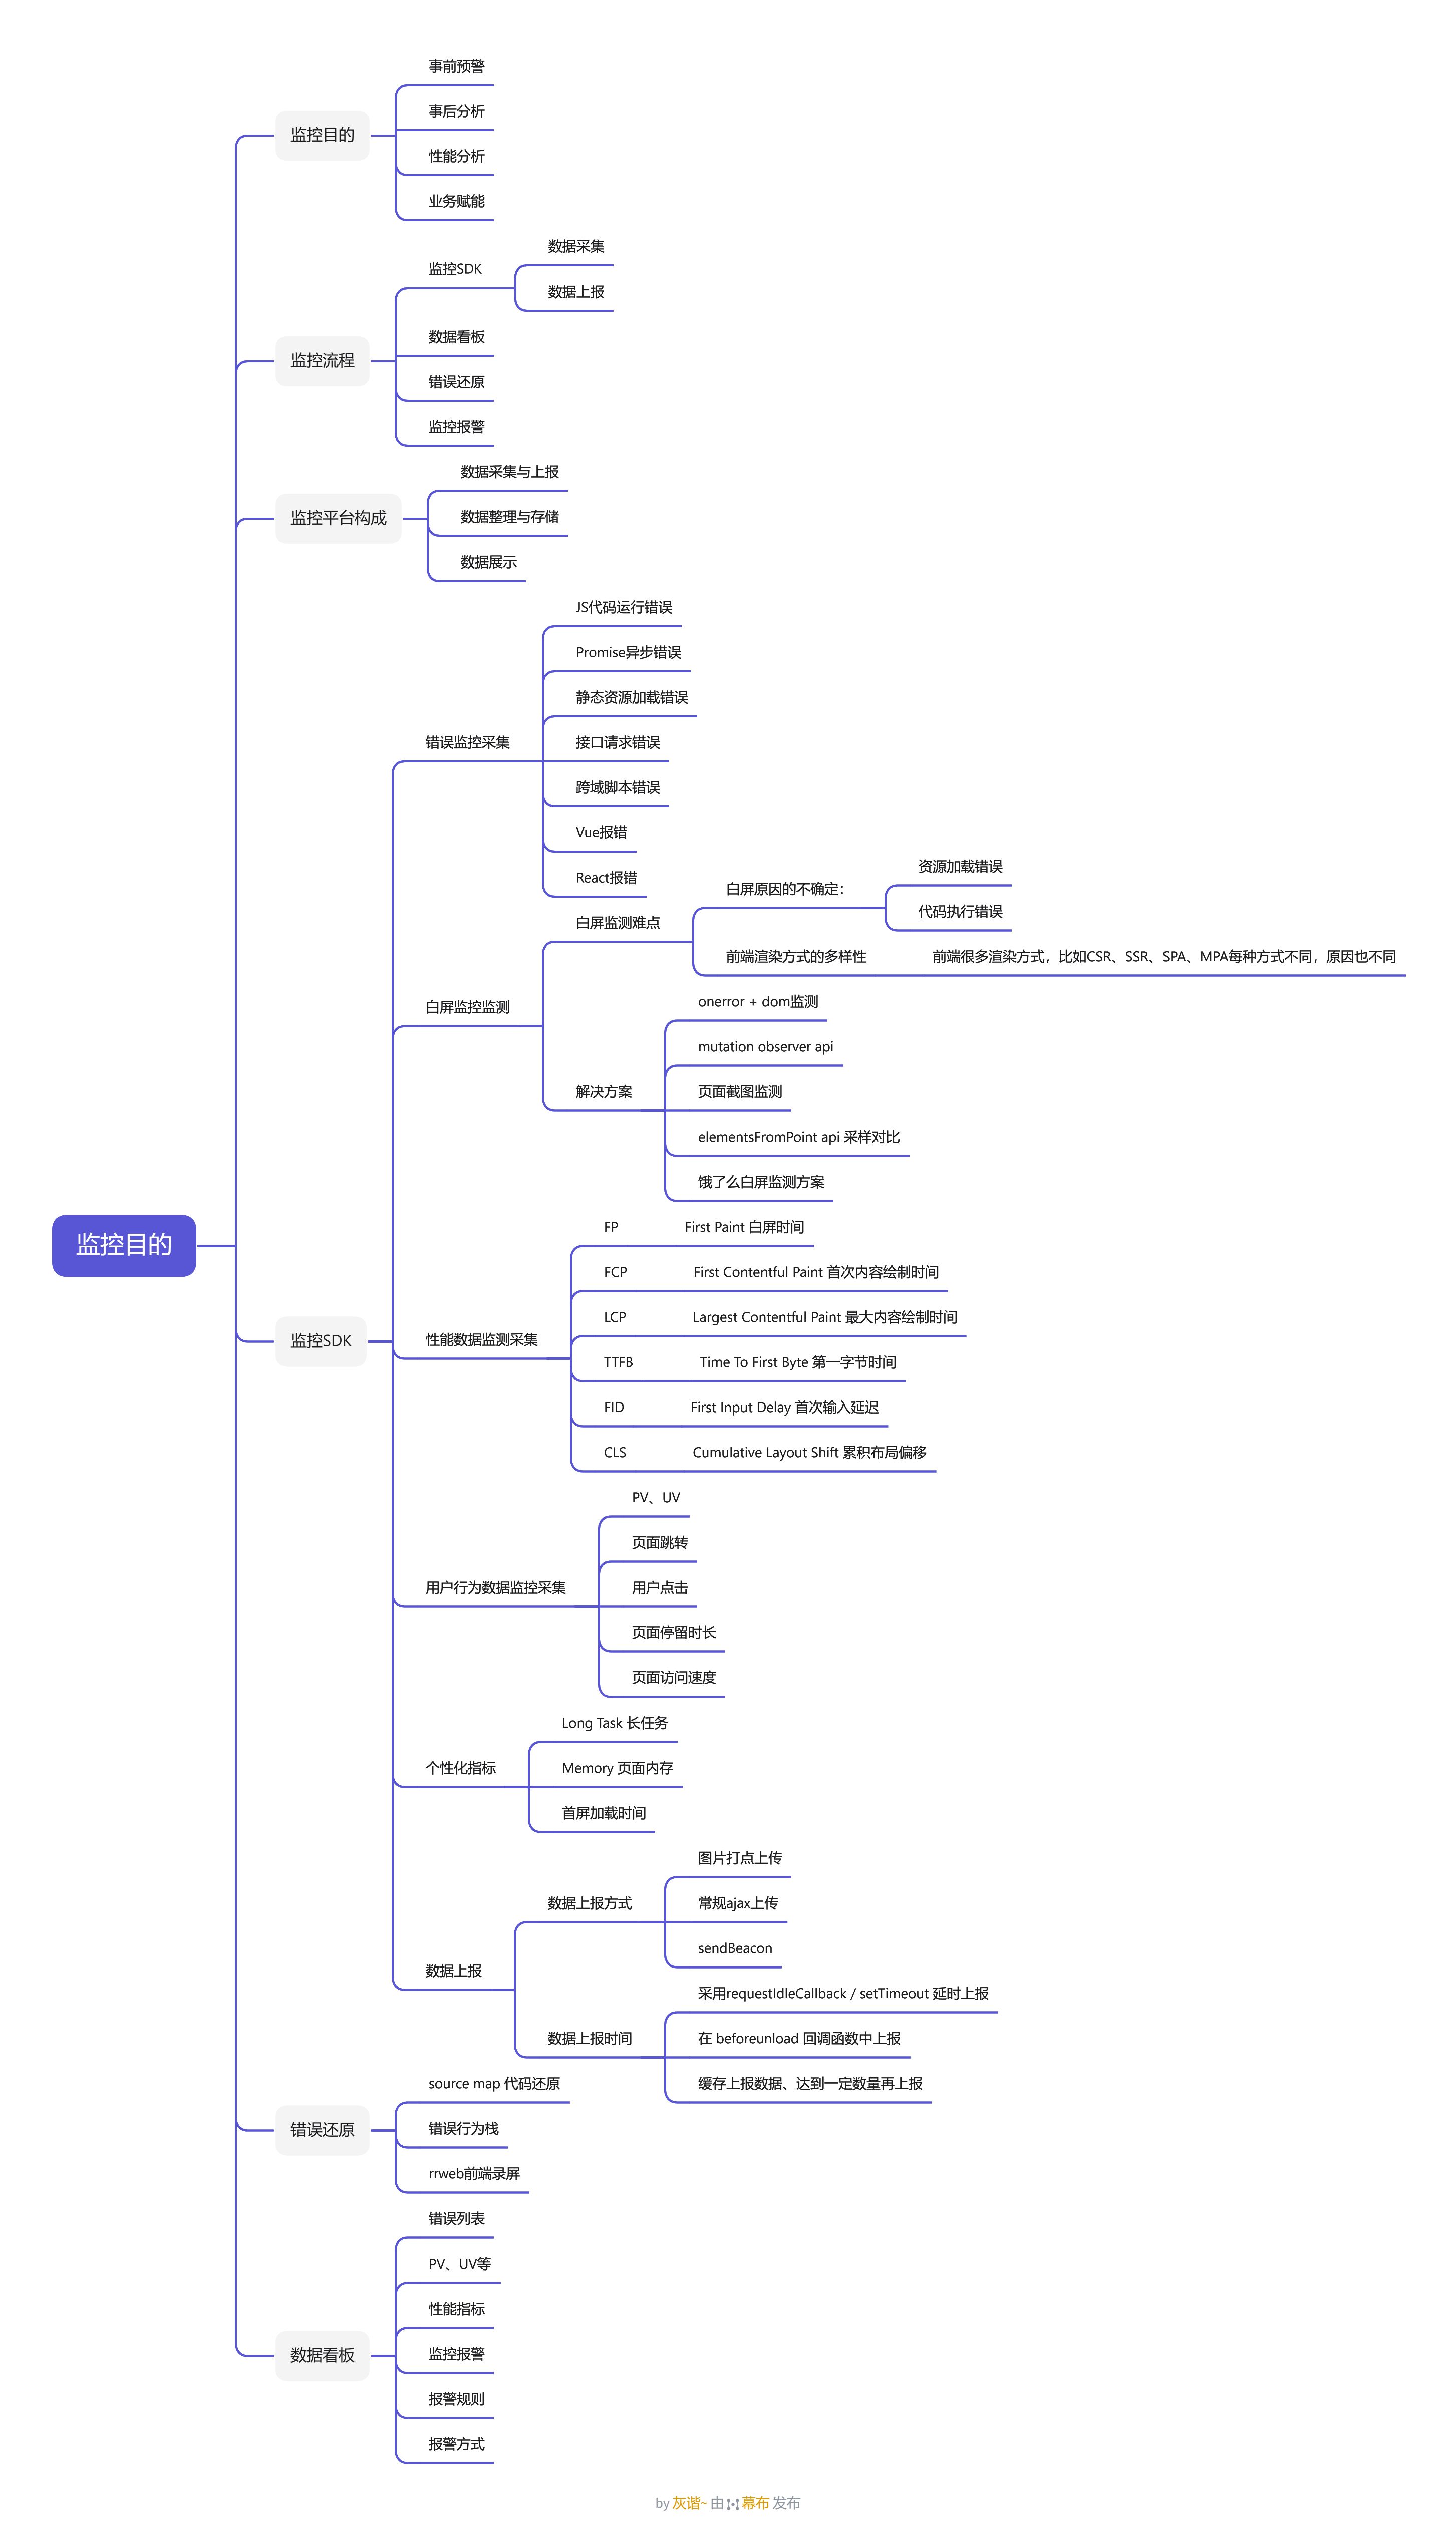 监控目的
监控目的
事前预警
事后分析
性能分析
业务赋能
监控流程
监控SDK
数据采集
数据上报
数据看板
错误还原
监控报警
监控平台构成
数据采集与上报
数据整理与存储
数据展示
监控SDK
错误监控采集
JS代码运行错误
Promise异步错误
静态资源加载错误
接口请求错误
跨域脚本错误
Vue报错
React报错
白屏监控监测
白屏监测难点
白屏原因的不确定：
资源加载错误
代码执行错误
前端渲染方式的多样性
前端很多渲染方式，比如CSR、SSR、SPA、MPA每种方式不同，原因也不同
解决方案
onerror + dom监测
mutation observer api
页面截图监测
elementsFromPoint api 采样对比
饿了么白屏监测方案
性能数据监测采集
FP
First Paint 白屏时间
FCP
First Contentful Paint 首次内容绘制时间
LCP
Largest Contentful Paint 最大内容绘制时间
TTFB
Time To First Byte 第一字节时间
FID
First Input Delay 首次输入延迟
CLS
Cumulative Layout Shift 累积布局偏移
用户行为数据监控采集
PV、UV
页面跳转
用户点击
页面停留时长
页面访问速度
个性化指标
Long Task 长任务
Memory 页面内存
首屏加载时间
数据上报
数据上报方式
图片打点上传
常规ajax上传
sendBeacon
数据上报时间
采用requestIdleCallback / setTimeout 延时上报
在 beforeunload 回调函数中上报
缓存上报数据、达到一定数量再上报
错误还原
source map 代码还原
错误行为栈
rrweb前端录屏
数据看板
错误列表
PV、UV等
性能指标
监控报警
报警规则
报警方式
by 灰谐~ 由 幕布 发布